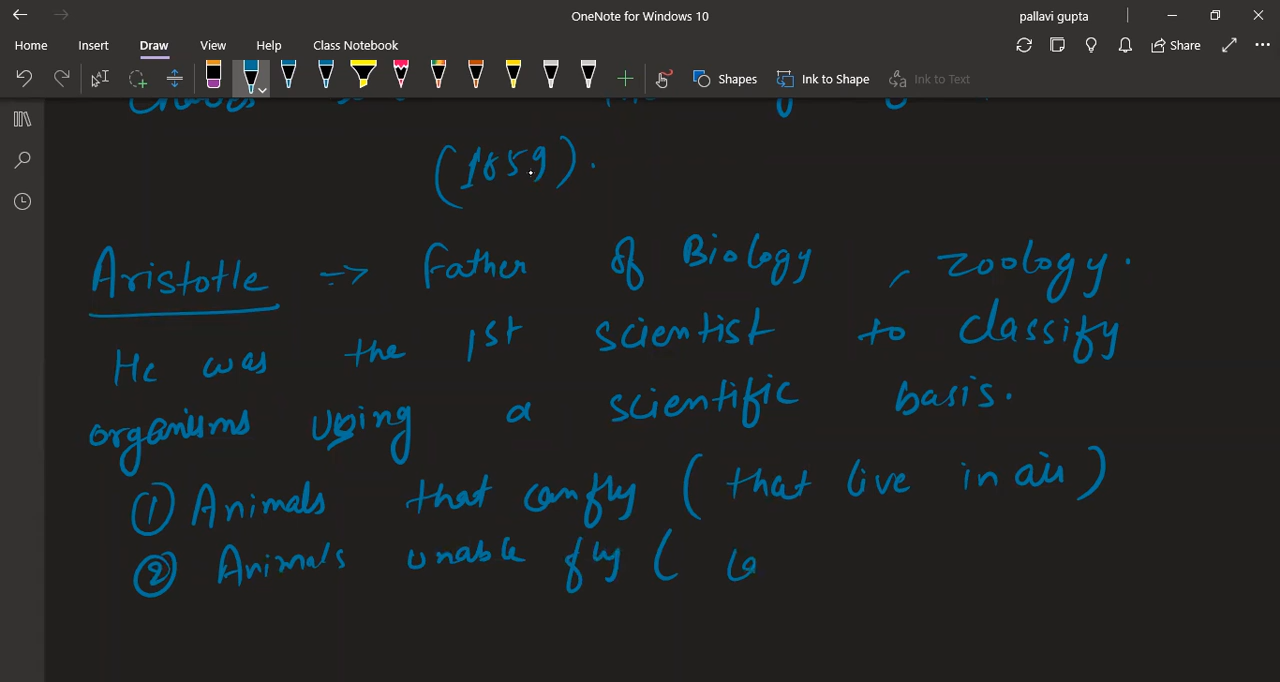 OneNote for Windows 10
pallavi gupta
Home Insert Draw View Help Class Notebook
Share
Shapes Ink to Shape Ink to Text
(1859).
Aristotle => Father of Biology, zoology.
He was the 1st scientist to classify
organisms using a scientific basis.
① Animals that can fly (that live in air)
② Animals unable fly (